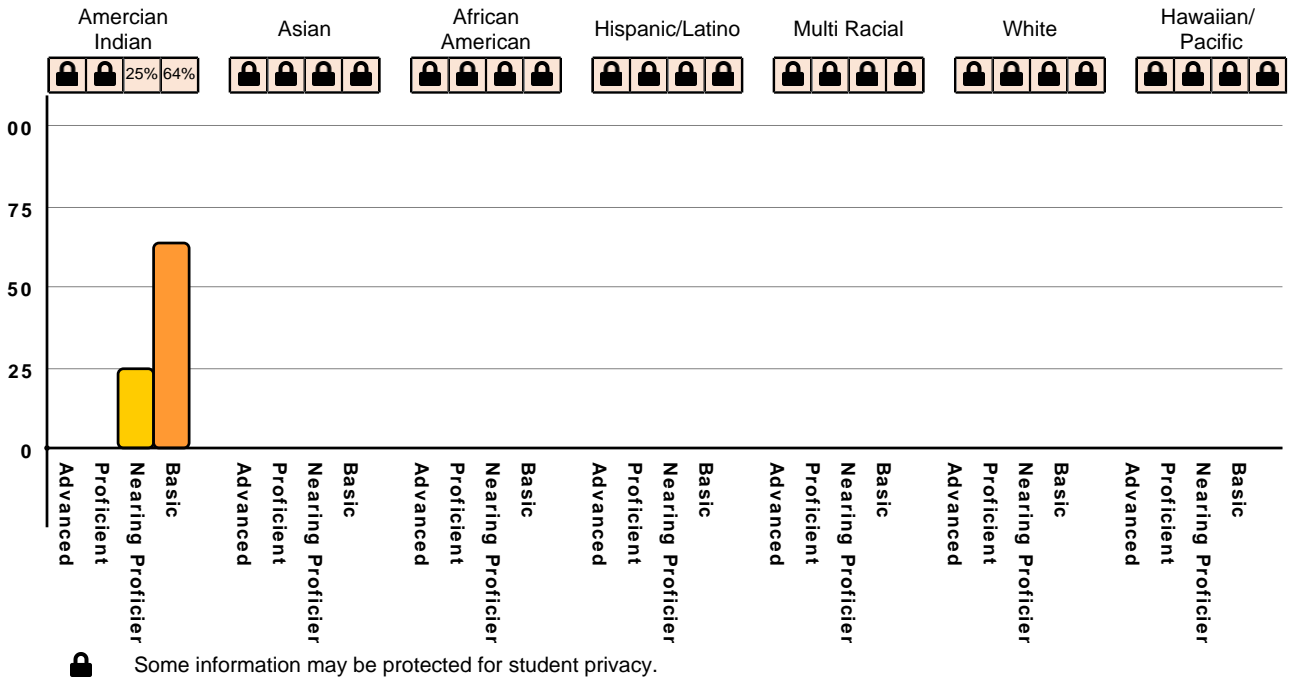 Amercian
Indian
Asian
African
American
Hispanic/Latino
Multi Racial
White
Hawaiian/
Pacific
25% 64%
00
75
50
25
0
Advanced
Proficient
Nearing Proficier
Basic
Advanced
Proficient
Nearing Proficier
Basic
Advanced
Proficient
Nearing Proficier
Basic
Advanced
Proficient
Nearing Proficier
Basic
Advanced
Proficient
Nearing Proficier
Basic
Advanced
Proficient
Nearing Proficier
Basic
Advanced
Proficient
Nearing Proficier
Basic
Some information may be protected for student privacy.